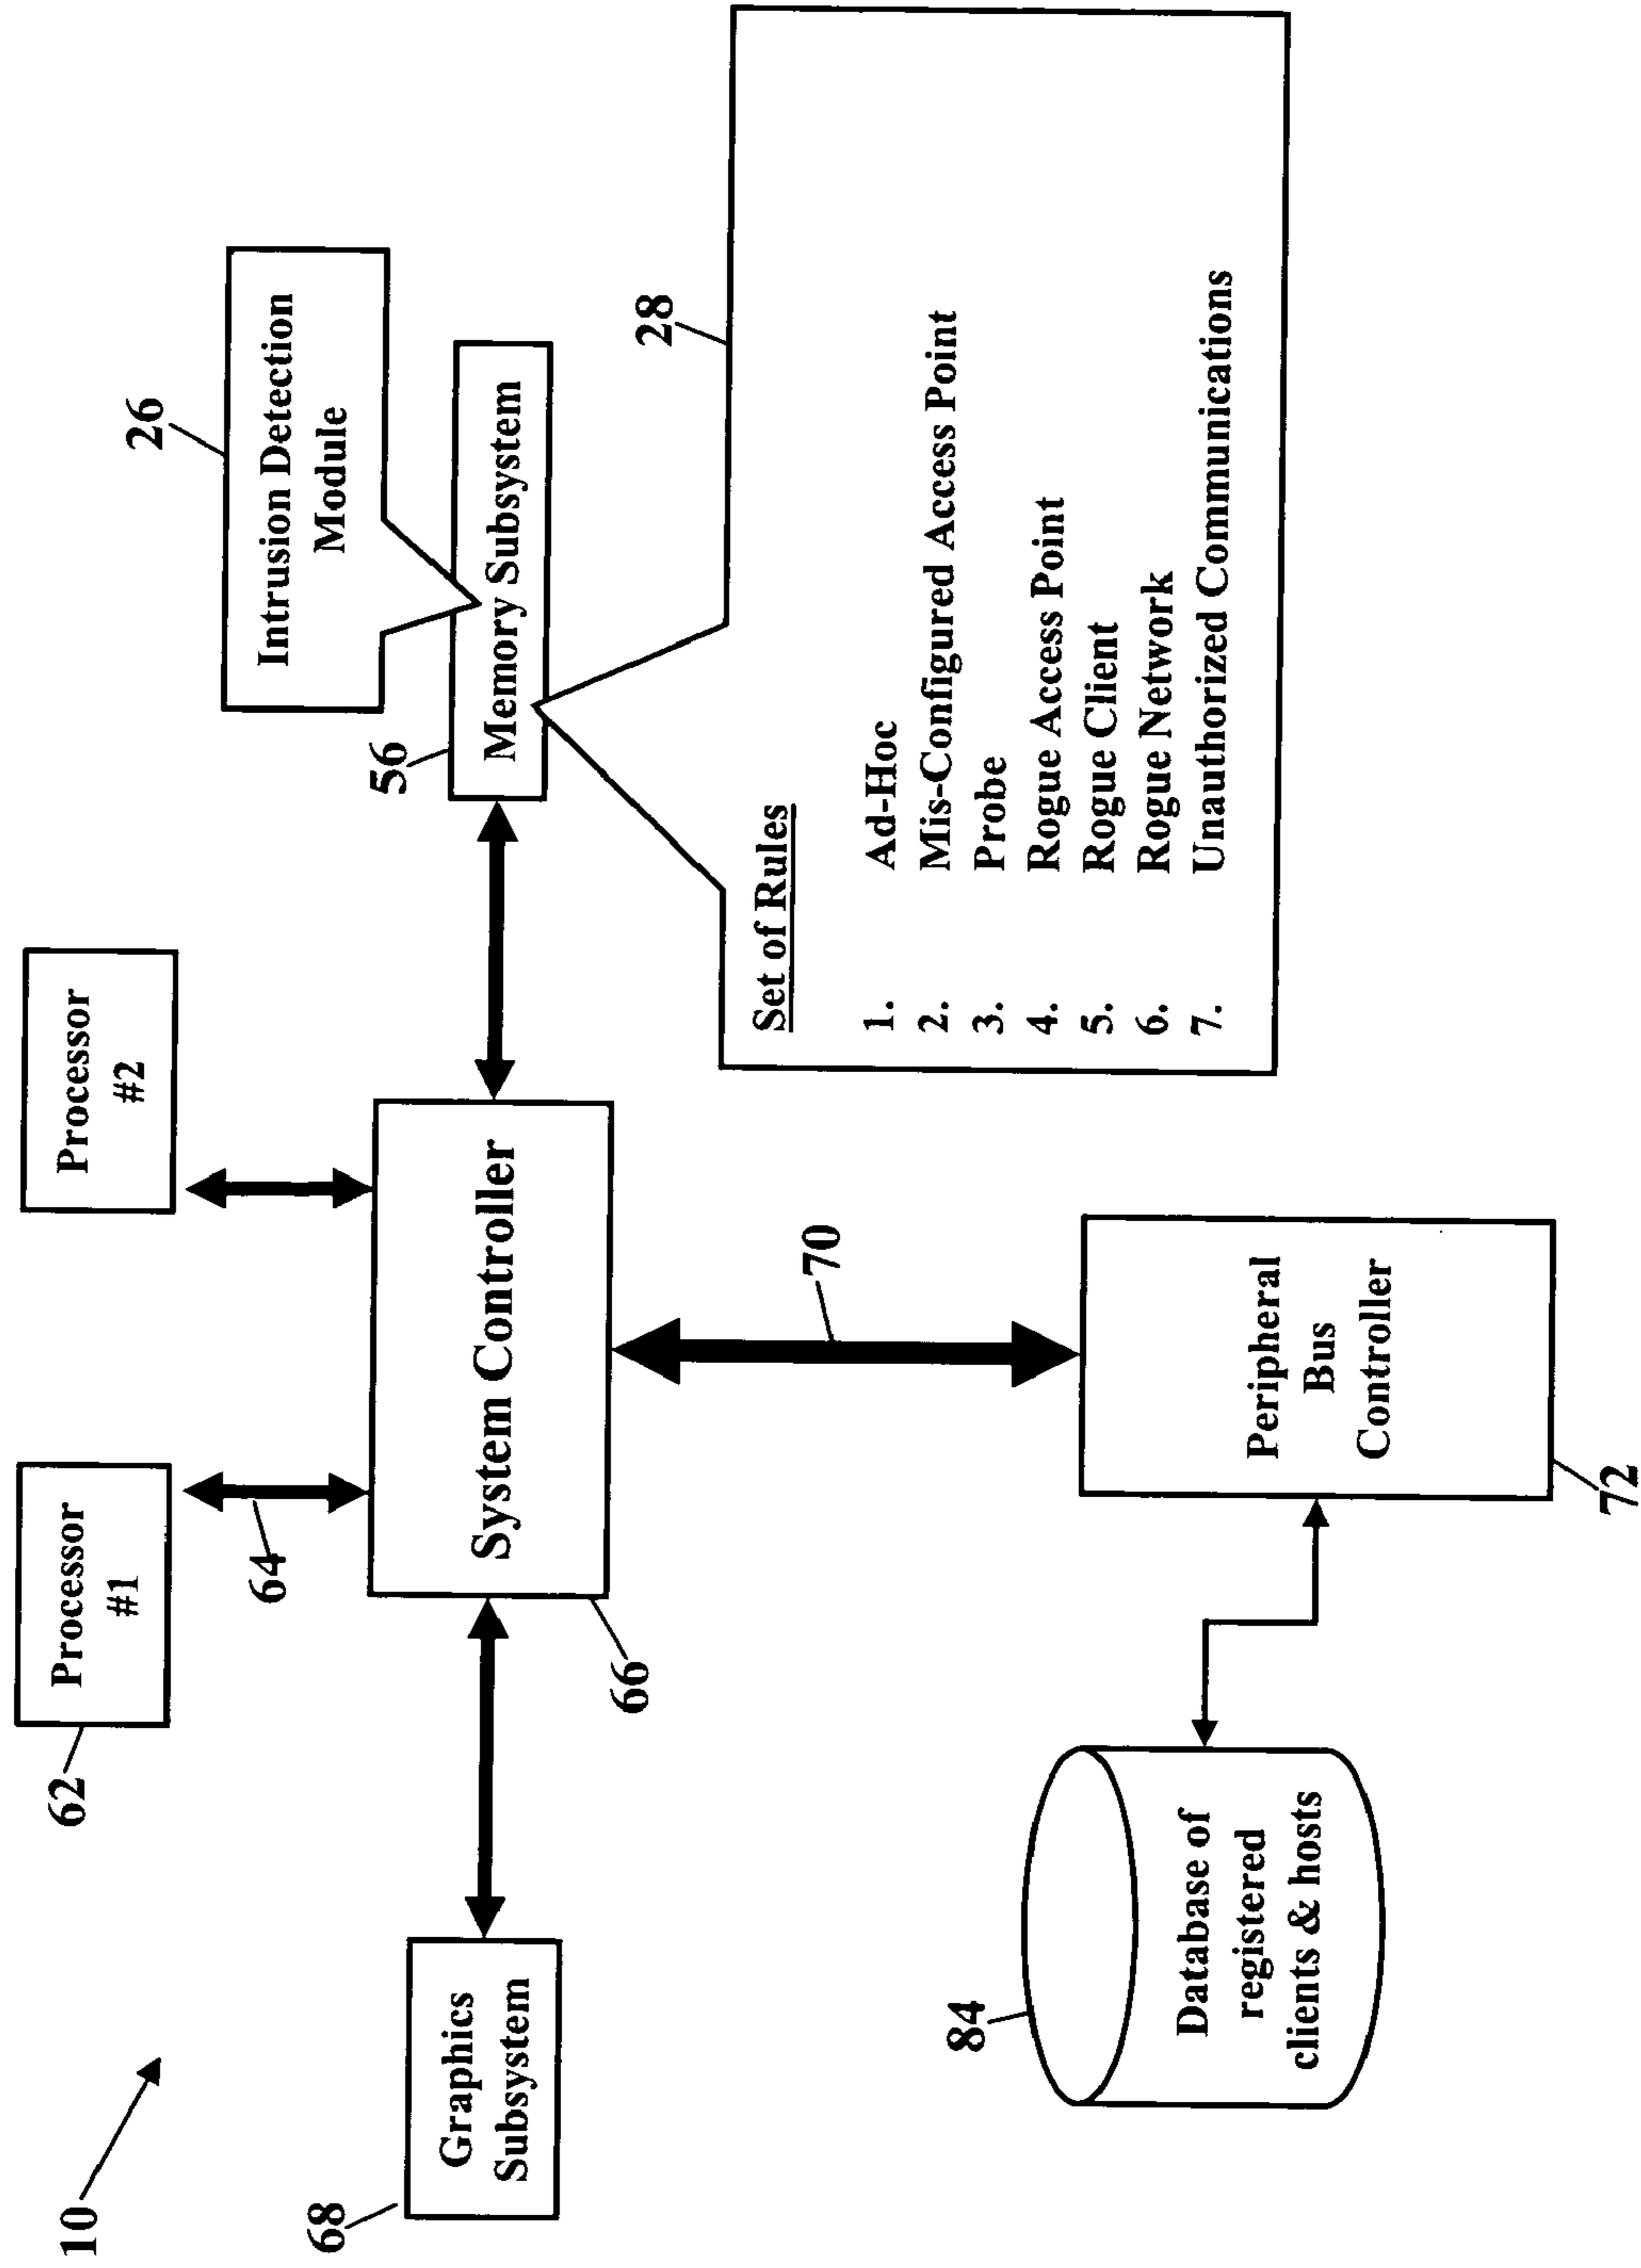 10
62
Processor
#1
64
Processor
#2
26
Intrusion Detection
Module
68
Graphics
Subsystem
66
System Controller
56
Memory Subsystem
70
28
Set of Rules
1. Ad-Hoc
2. Mis-Configured Access Point
3. Probe
4. Rogue Access Point
5. Rogue Client
6. Rogue Network
7. Unauthorized Communications
84
Database of
registered
clients & hosts
Peripheral
Bus
Controller
72